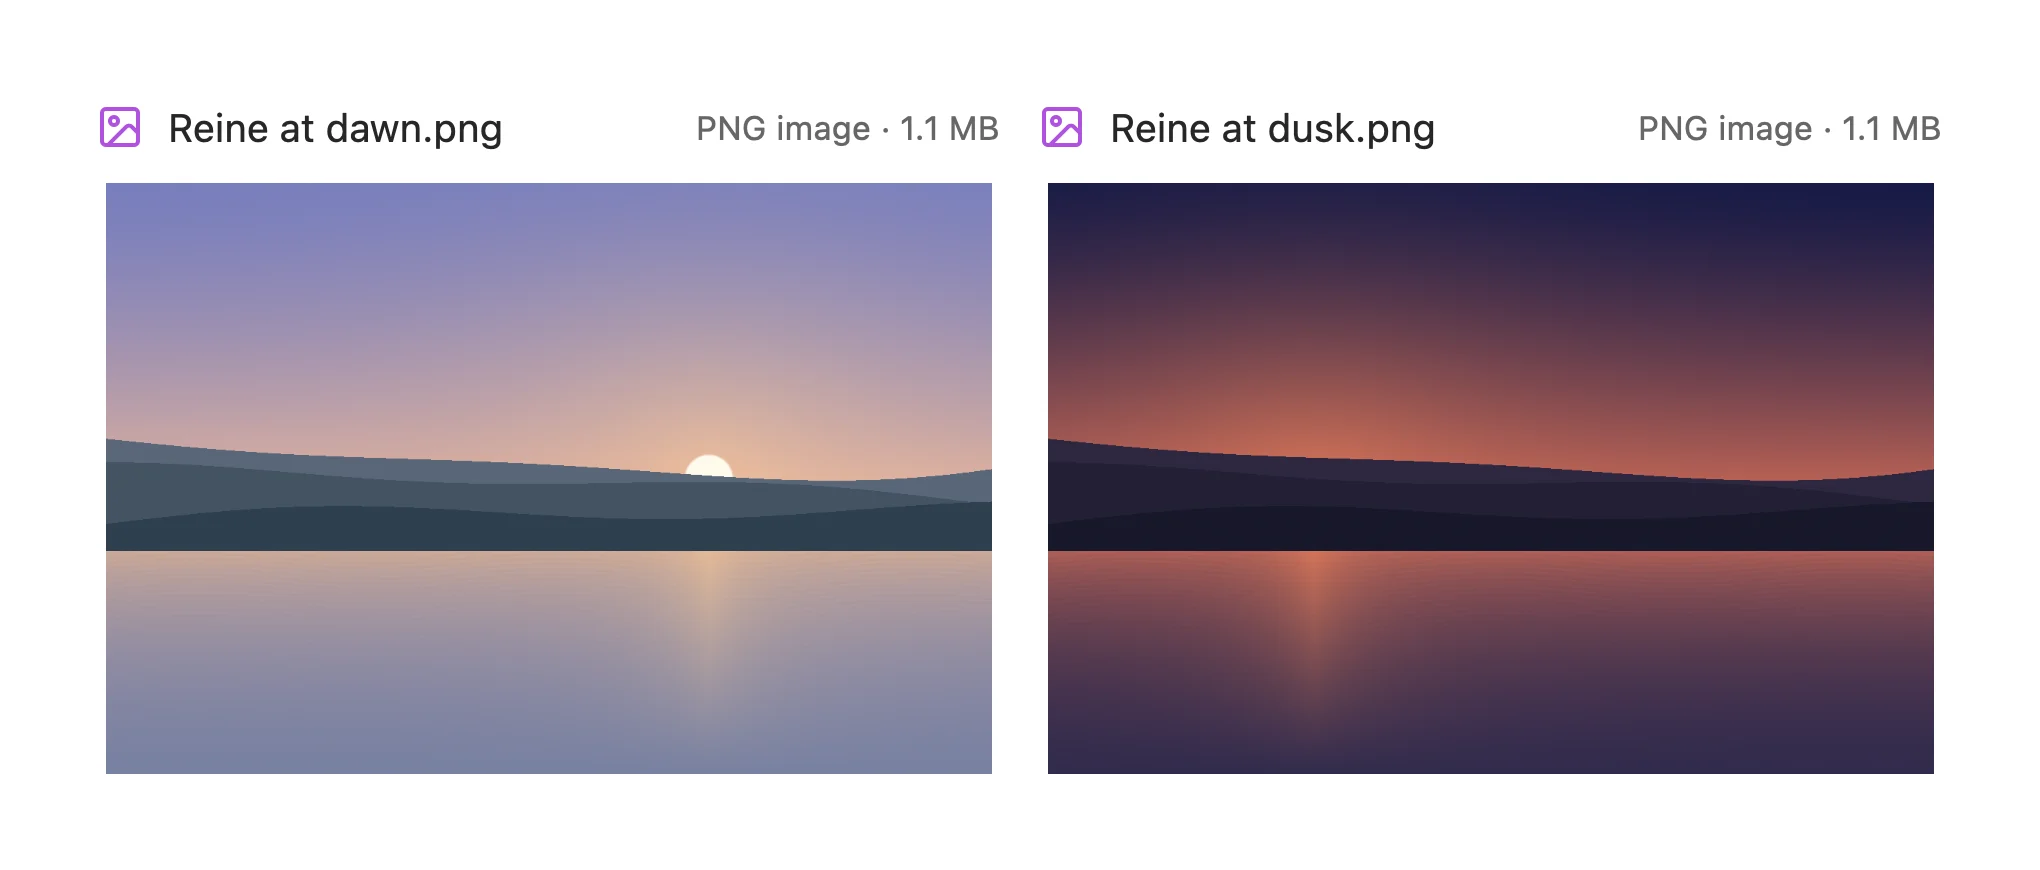 Reine at dawn.png PNG image · 1.1 MB
Reine at dusk.png PNG image · 1.1 MB